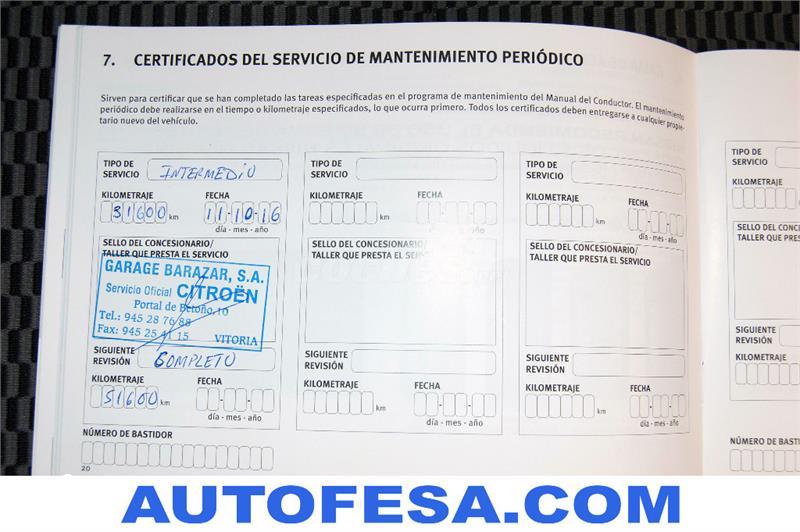 7. CERTIFICADOS DEL SERVICIO DE MANTENIMIENTO PERIÓDICO
Sirven para certificar que se han completado las tareas especificadas en el programa de mantenimiento del Manual del Conductor. El mantenimiento
periódico debe realizarse en el tiempo o kilometraje especificados, lo que ocurra primero. Todos los certificados deben entregarse a cualquier propie-
tario nuevo del vehículo.
TIPO DE
SERVICIO INTERMEDIO
KILOMETRAJE FECHA
31600 km 11-10-16
día - mes - año
SELLO DEL CONCESIONARIO/
TALLER QUE PRESTA EL SERVICIO
GARAGE BARAZAR, S.A.
Servicio Oficial CITROËN
Portal de Betoño, 10
Tel.: 945 28 76 88
Fax: 945 25 41 15 VITORIA
SIGUIENTE
REVISIÓN COMPLETO
KILOMETRAJE FECHA
51600 km
día - mes - año
NÚMERO DE BASTIDOR
20
TIPO DE
SERVICIO
KILOMETRAJE FECHA
km
día - mes - año
SELLO DEL CONCESIONARIO/
TALLER QUE PRESTA EL SERVICIO
SIGUIENTE
REVISIÓN
KILOMETRAJE FECHA
km
día - mes - año
TIPO DE
SERVICIO
KILOMETRAJE FECHA
km
día - mes - año
SELLO DEL CONCESIONARIO/
TALLER QUE PRESTA EL SERVICIO
SIGUIENTE
REVISIÓN
KILOMETRAJE FECHA
km
día - mes - año
TIPO DE
SERVICIO
KILOMETRAJE
SELLO DEL CONCES
TALLER QUE PRESTA
SIGUIENTE
REVISIÓN
KILOMETRAJE
NÚMERO DE BASTID
AUTOFESA.COM